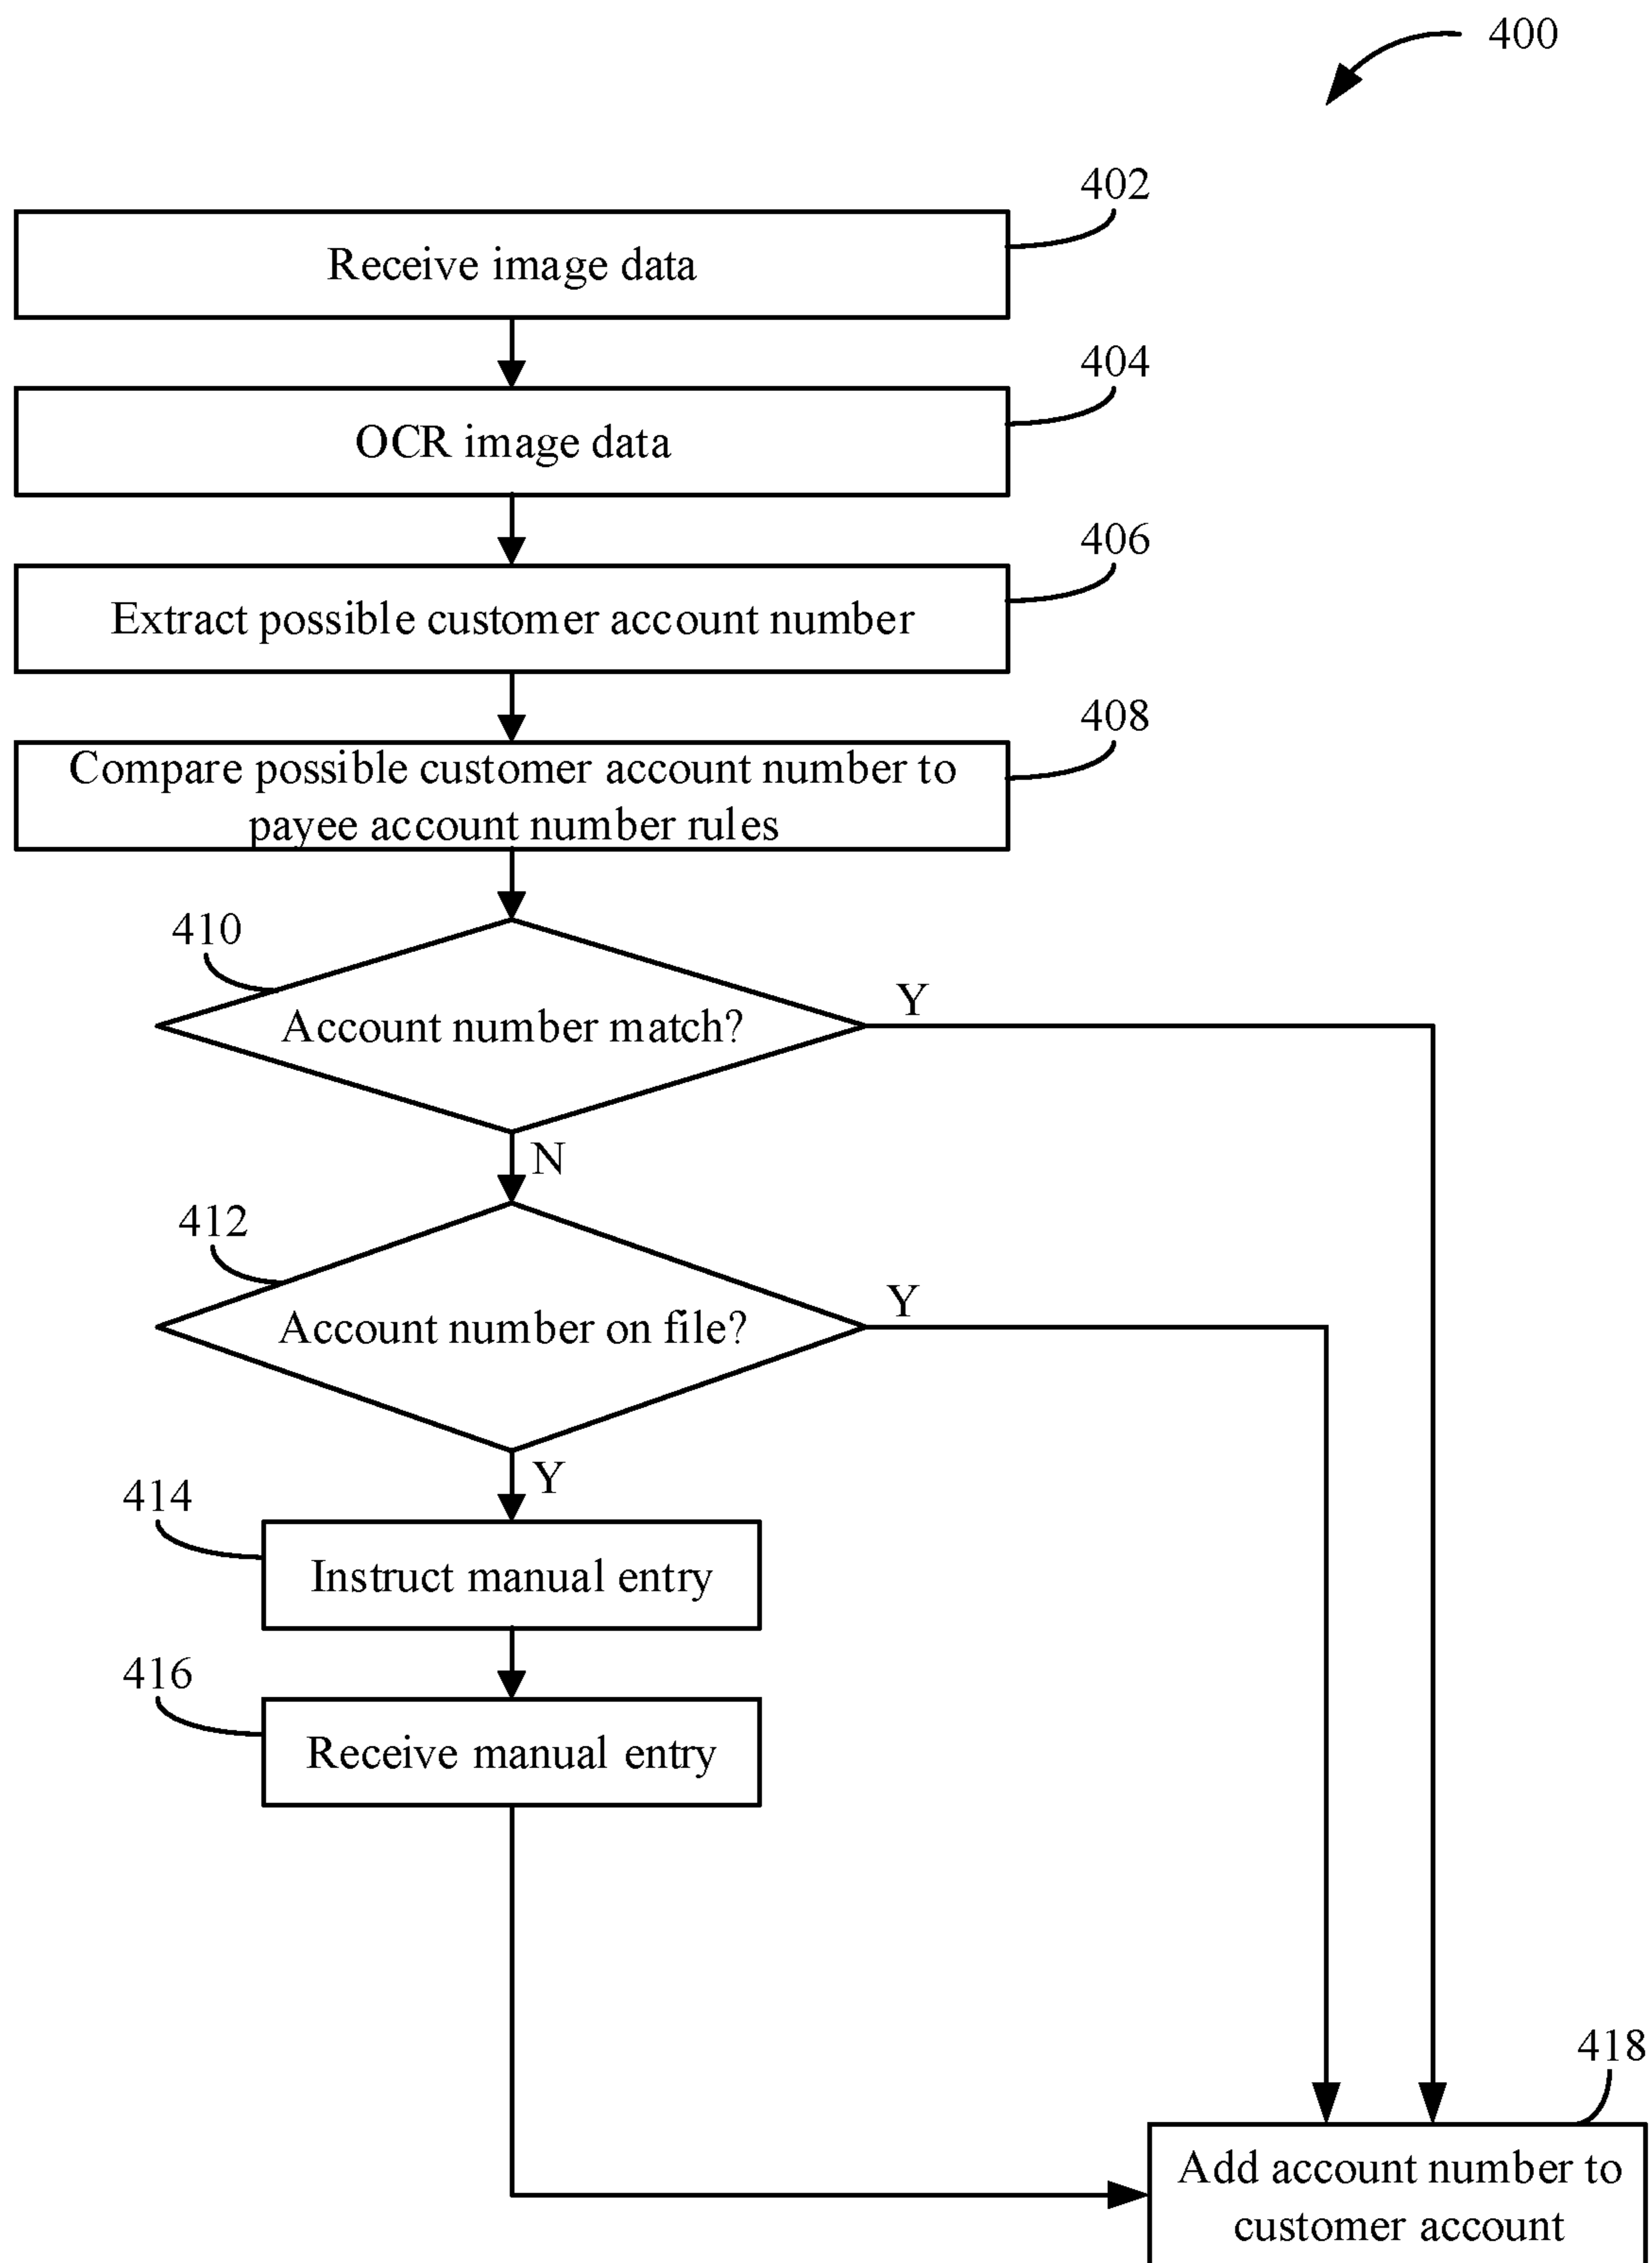 400
402
Receive image data
404
OCR image data
406
Extract possible customer account number
408
Compare possible customer account number to
payee account number rules
410
Account number match?
Y
N
412
Account number on file?
Y
Y
414
Instruct manual entry
416
Receive manual entry
418
Add account number to
customer account